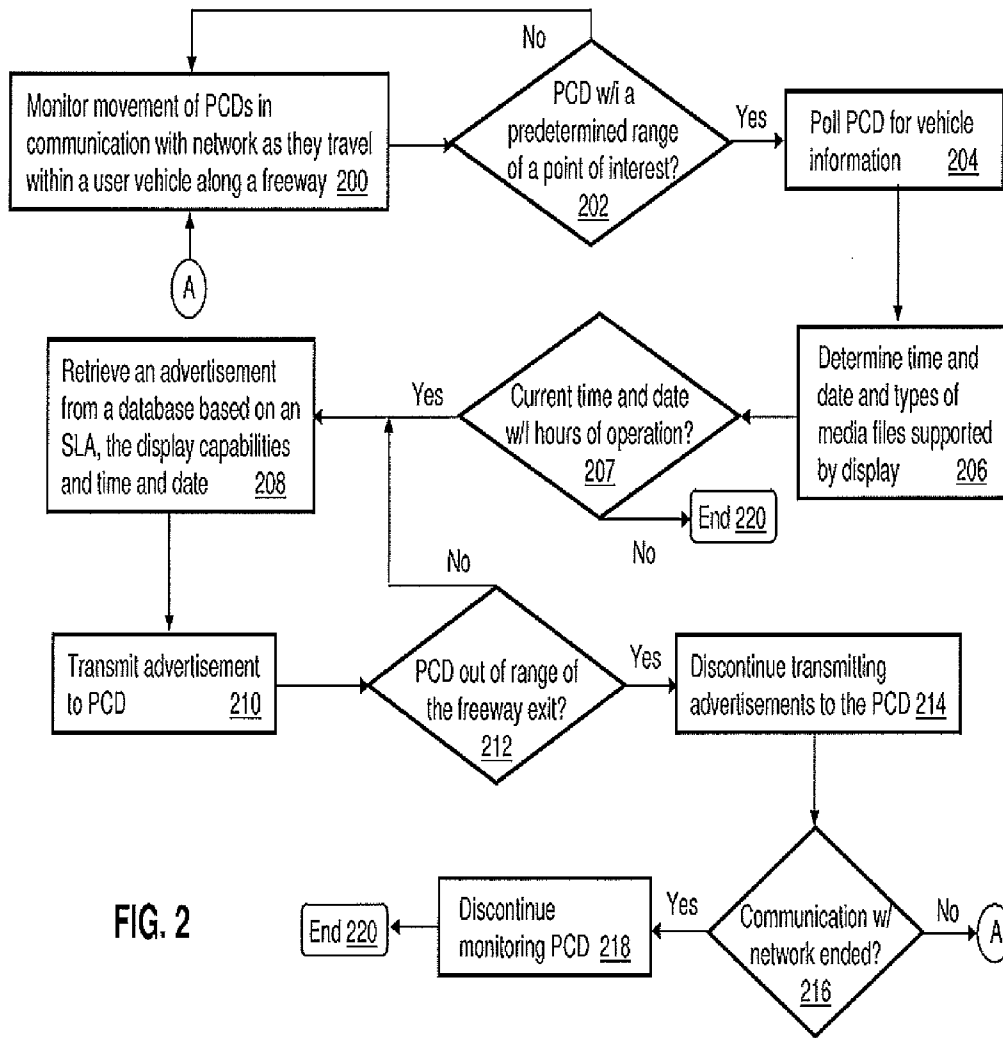 No
Monitor movement of PCDs in
communication with network as they travel
within a user vehicle along a freeway 200
PCD w/i a
predetermined range
of a point of interest?
202
Yes
Poll PCD for vehicle
information 204
A
Retrieve an advertisement
from a database based on an
SLA, the display capabilities
and time and date 208
Yes
Current time and date
w/I hours of operation?
207
Determine time and
date and types of
media files supported
by display 206
End 220
No
No
Transmit advertisement
to PCD 210
PCD out of range of
the freeway exit?
212
Yes
Discontinue transmitting
advertisements to the PCD 214
FIG. 2
End 220
Discontinue
monitoring PCD 218
Yes
Communication w/
network ended?
216
No
A